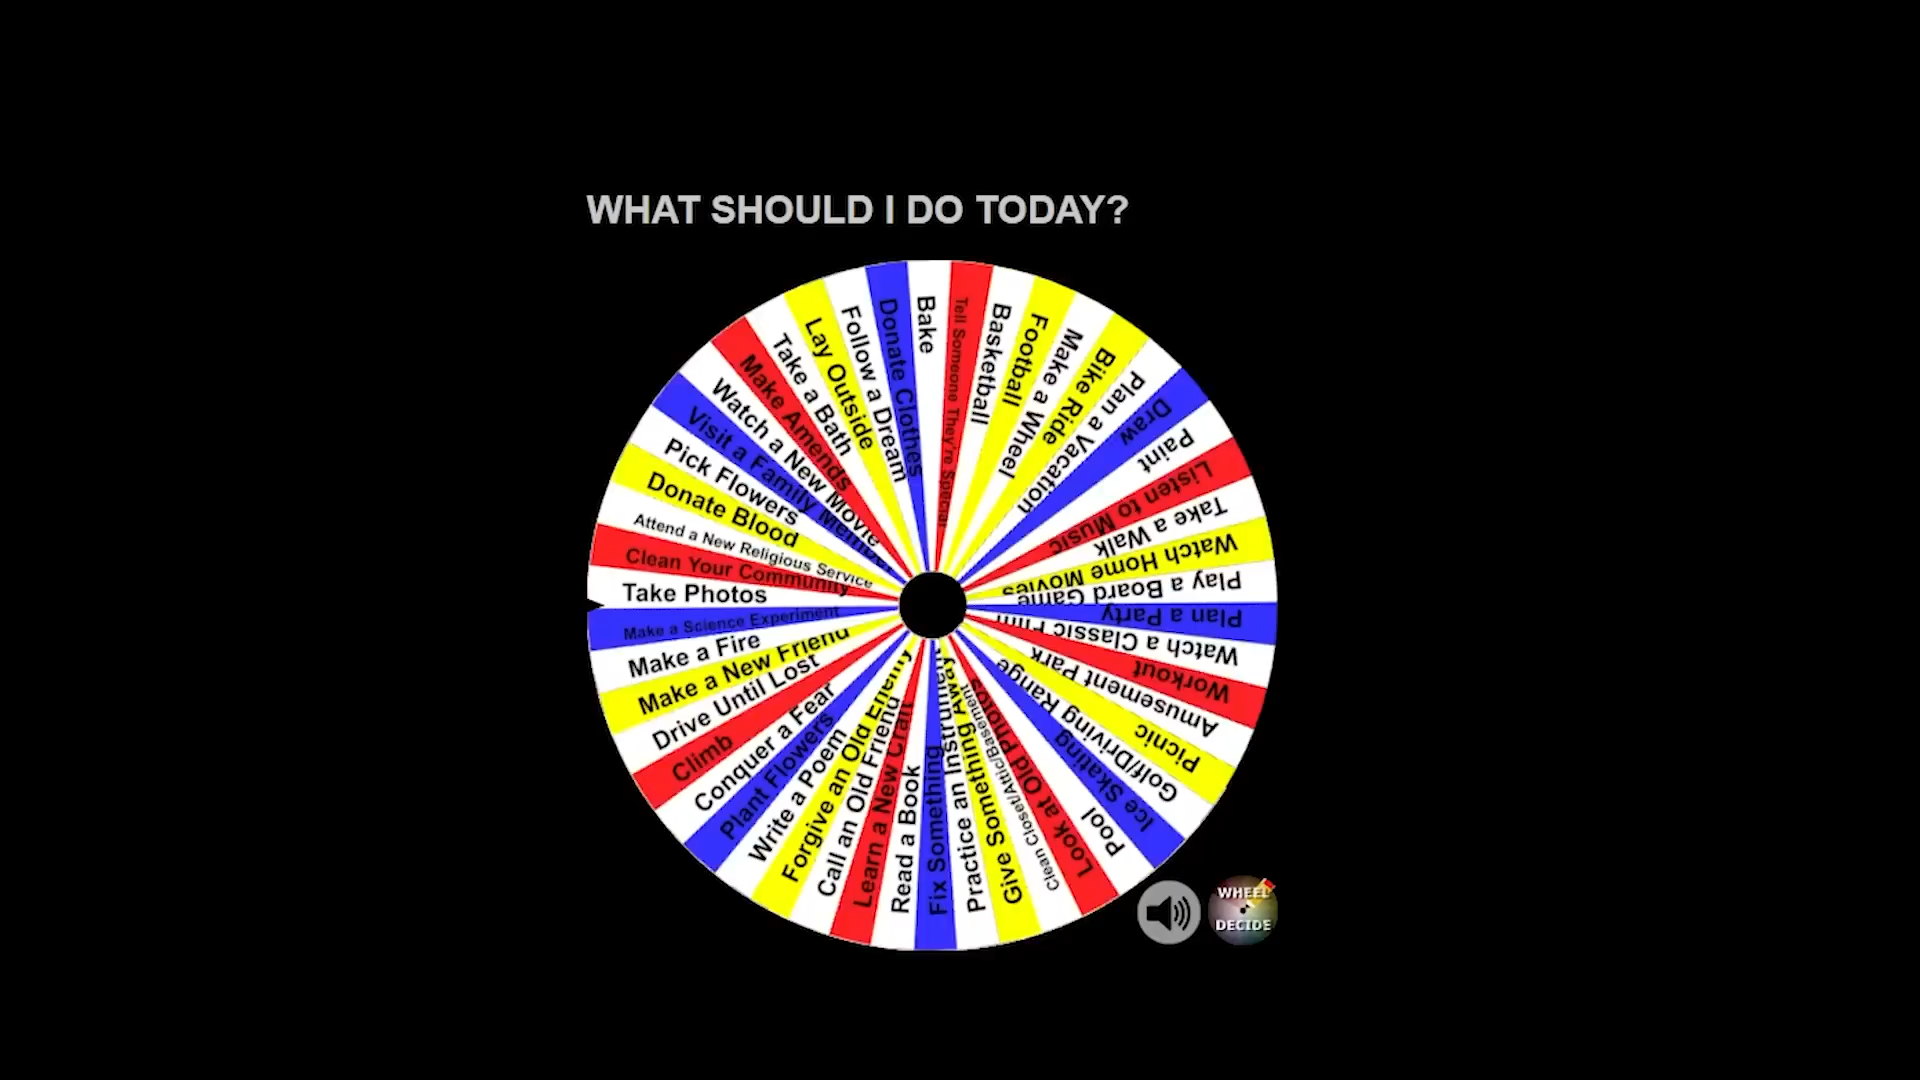 WHAT SHOULD I DO TODAY?
Bake
Tell Someone They're Special
Basketball
Football
Make a Wheel
Bike Ride
Plan a Vacation
Draw
Paint
Listen to Music
Take a Walk
Watch Home Movies
Play a Board Game
Plan a Party
Watch a Classic Film
Workout
Amusement Park
Picnic
Golf/Driving Range
Ice Skating
Pool
Look at Old Photos
Clean Closet/Attic/Basement
Give Something Away
Practice an Instrument
Fix Something
Read a Book
Learn a New Craft
Call an Old Friend
Forgive an Old Enemy
Write a Poem
Plant Flowers
Conquer a Fear
Climb
Drive Until Lost
Make a New Friend
Make a Fire
Make a Science Experiment
Take Photos
Clean Your Community
Attend a New Religious Service
Donate Blood
Pick Flowers
Visit a Family Member
Watch a New Movie
Make Amends
Take a Bath
Lay Outside
Follow a Dream
Donate Clothes
WHEEL
DECIDE